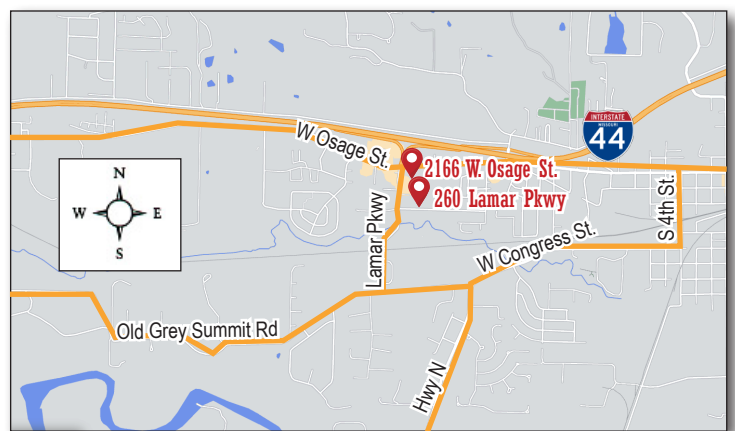 INTERSTATE
MISSOURI
44
W Osage St.
2166 W. Osage St.
260 Lamar Pkwy
N
W
E
S
Lamar Pkwy
S 4th St.
W Congress St.
Old Grey Summit Rd
Hwy N